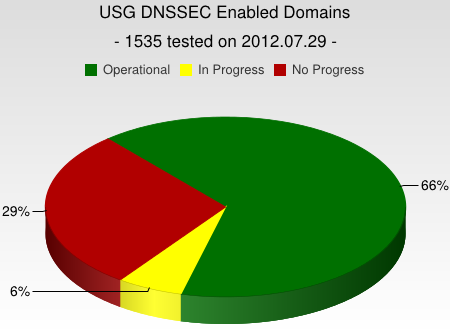 USG DNSSEC Enabled Domains
- 1535 tested on 2012.07.29 -
Operational In Progress No Progress
66%
29%
6%